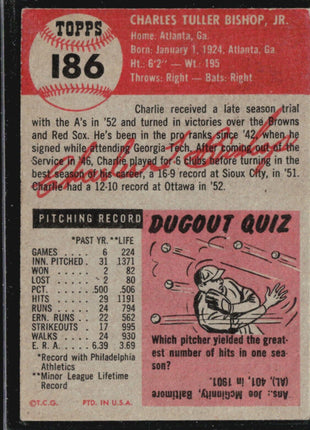 TOPPS
186
CHARLES TULLER BISHOP, JR.
Home: Atlanta, Ga.
Born: January 1, 1924, Atlanta, Ga.
Ht.: 6'2" — Wt.: 195
Throws: Right - Bats: Right
Charlie received a late season trial
with the A's in '52 and turned in victories over the
Browns and Red Sox. He's been in the pro ranks since '42, when he
started while attending Georgia Tech. After coming out of the
Service in '46, Charlie played for 6 clubs before turning in the
best season of his career, a 16-9 record at Sioux City, in '51.
Charlie had a 12-10 record at Ottawa in '52.
PITCHING RECORD
*PAST YR. **LIFE
GAMES 6 224
INN. PITCHED 31 1371
WON 2 82
LOST 2 80
PCT. .500 .506
HITS 29 1191
RUNS 24 794
ERN. RUNS 22 562
STRIKEOUTS 17 995
WALKS 24 930
E. R. A. 6.39 3.69
*Record with Philadelphia
Athletics
**Minor League Lifetime
Record
©T.C.G. PTD. IN U.S.A.
DUGOUT QUIZ
Which pitcher yielded the great-
est number of hits in one sea-
son?
Ans.: Joe McGinnity, Baltimore
(AL), 401, in 1901.